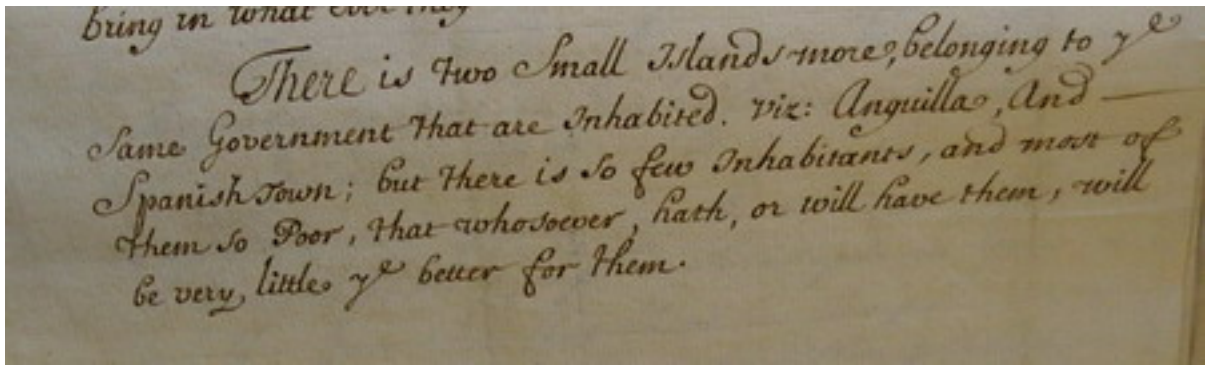 bring in what ever they
There is two Small Islands more, belonging to ye
Same Government that are Inhabited. viz: Anguilla, And
Spanish Town; but there is so few Inhabitants, and most of
them so Poor, that whosoever, hath, or will have them, will
be very, little ye better for them.